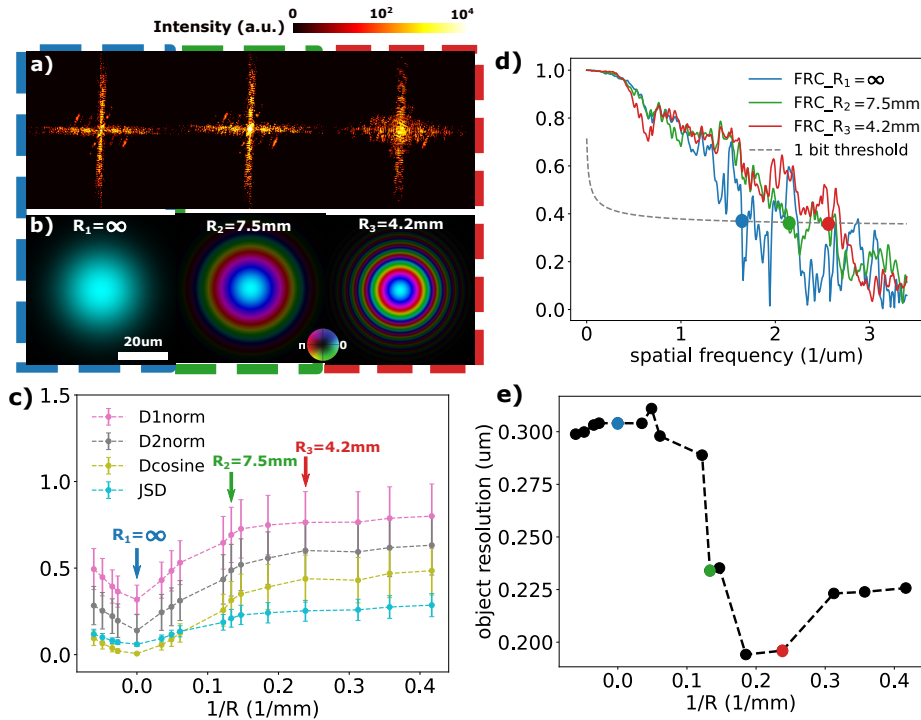 Intensity (a.u.)
0 10² 10⁴
a)
b)
R₁=∞
R₂=7.5mm
R₃=4.2mm
20um
π 0
c)
1.5
1.0
0.5
0.0
D1norm
D2norm
Dcosine
JSD
R₁=∞
R₂=7.5mm
R₃=4.2mm
0.0 0.1 0.2 0.3 0.4
1/R (1/mm)
d)
1.0
0.8
0.6
0.4
0.2
0.0
FRC_R₁=∞
FRC_R₂=7.5mm
FRC_R₃=4.2mm
1 bit threshold
0 1 2 3
spatial frequency (1/um)
e)
object resolution (um)
0.300
0.275
0.250
0.225
0.200
0.0 0.1 0.2 0.3 0.4
1/R (1/mm)